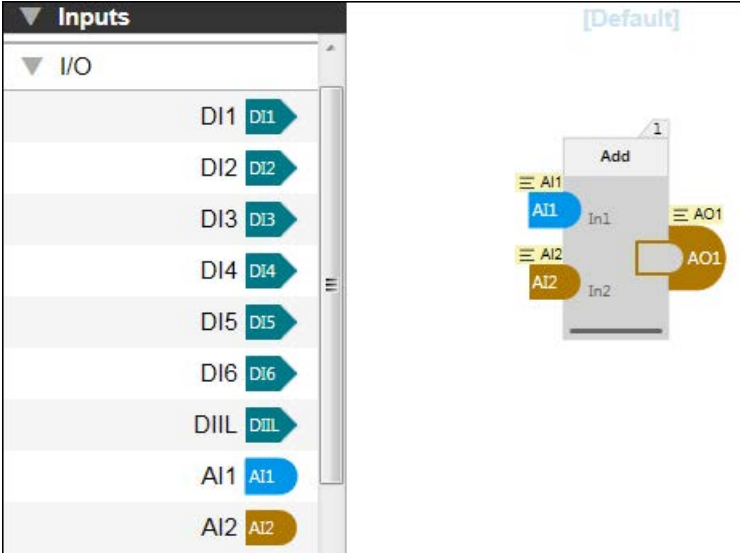 Inputs
I/O
DI1 DI1
DI2 DI2
DI3 DI3
DI4 DI4
DI5 DI5
DI6 DI6
DIIL DIIL
AI1 AI1
AI2 AI2
[Default]
1
Add
AI1
AI1 In1
AO1
AO1
AI2
AI2 In2